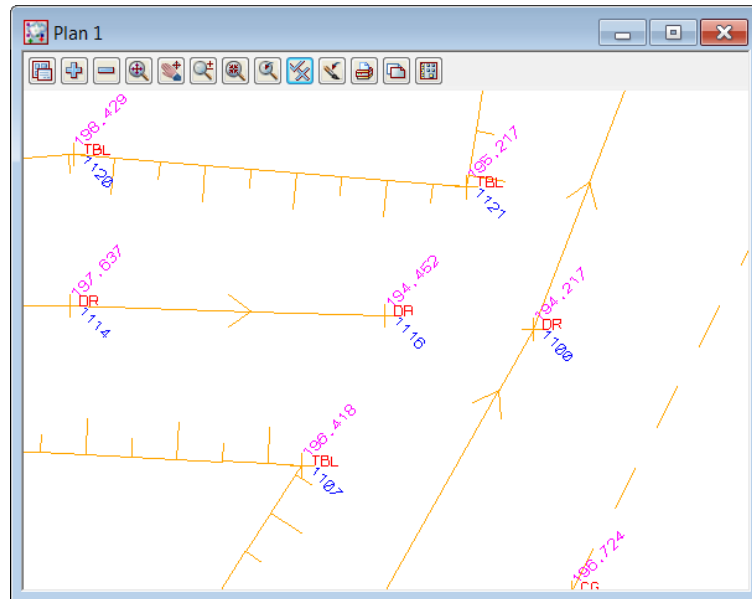 Plan 1
198.429
TBL
1120
195.217
TBL
1121
197.637
DR
1114
194.452
DR
1116
194.217
DR
1100
196.418
TBL
1107
196.724
CG